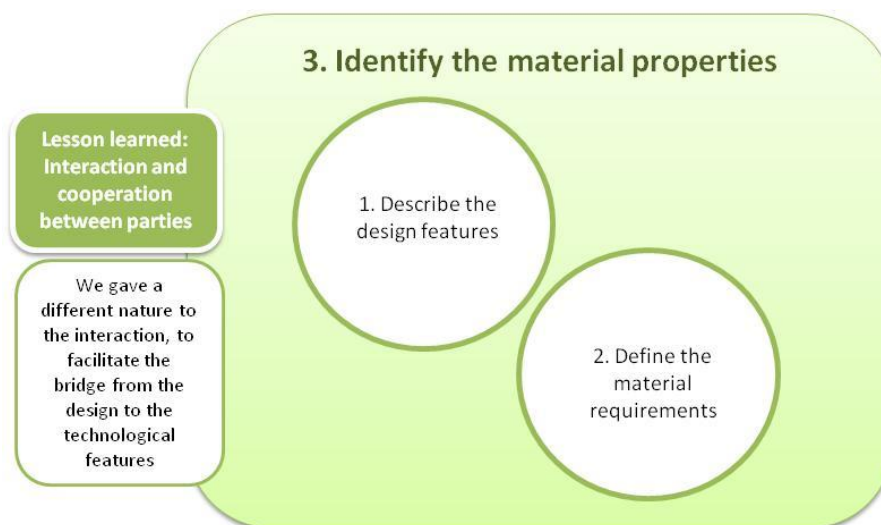 3. Identify the material properties
Lesson learned:
Interaction and
cooperation
between parties
We gave a
different nature to
the interaction, to
facilitate the
bridge from the
design to the
technological
features
1. Describe the
design features
2. Define the
material
requirements